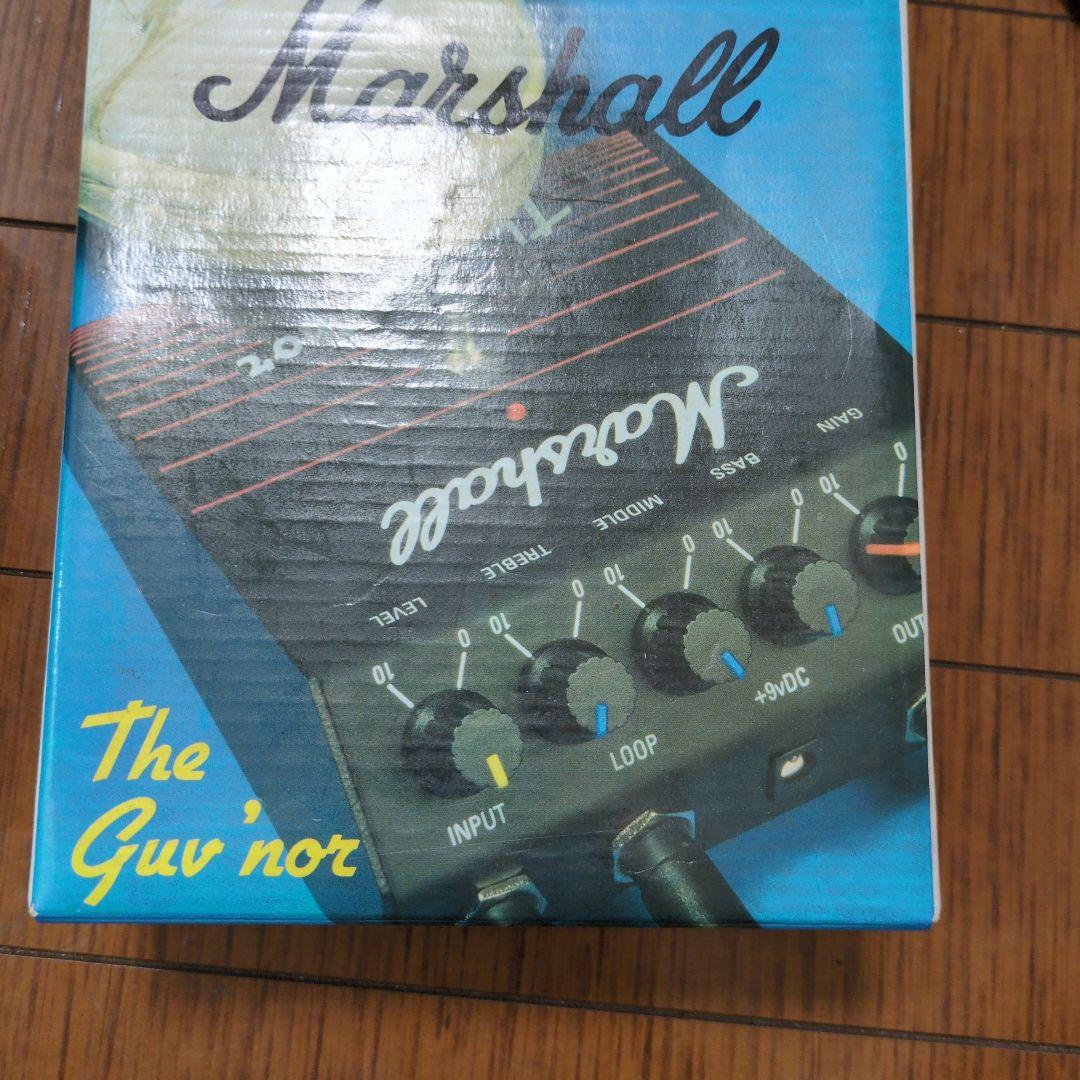 Marshall
Marshall
GAIN
BASS
MIDDLE
TREBLE
LEVEL
0
10
0
10
0
10
0
10
0
10
OUT
+9vDC
LOOP
INPUT
The
Guv'nor